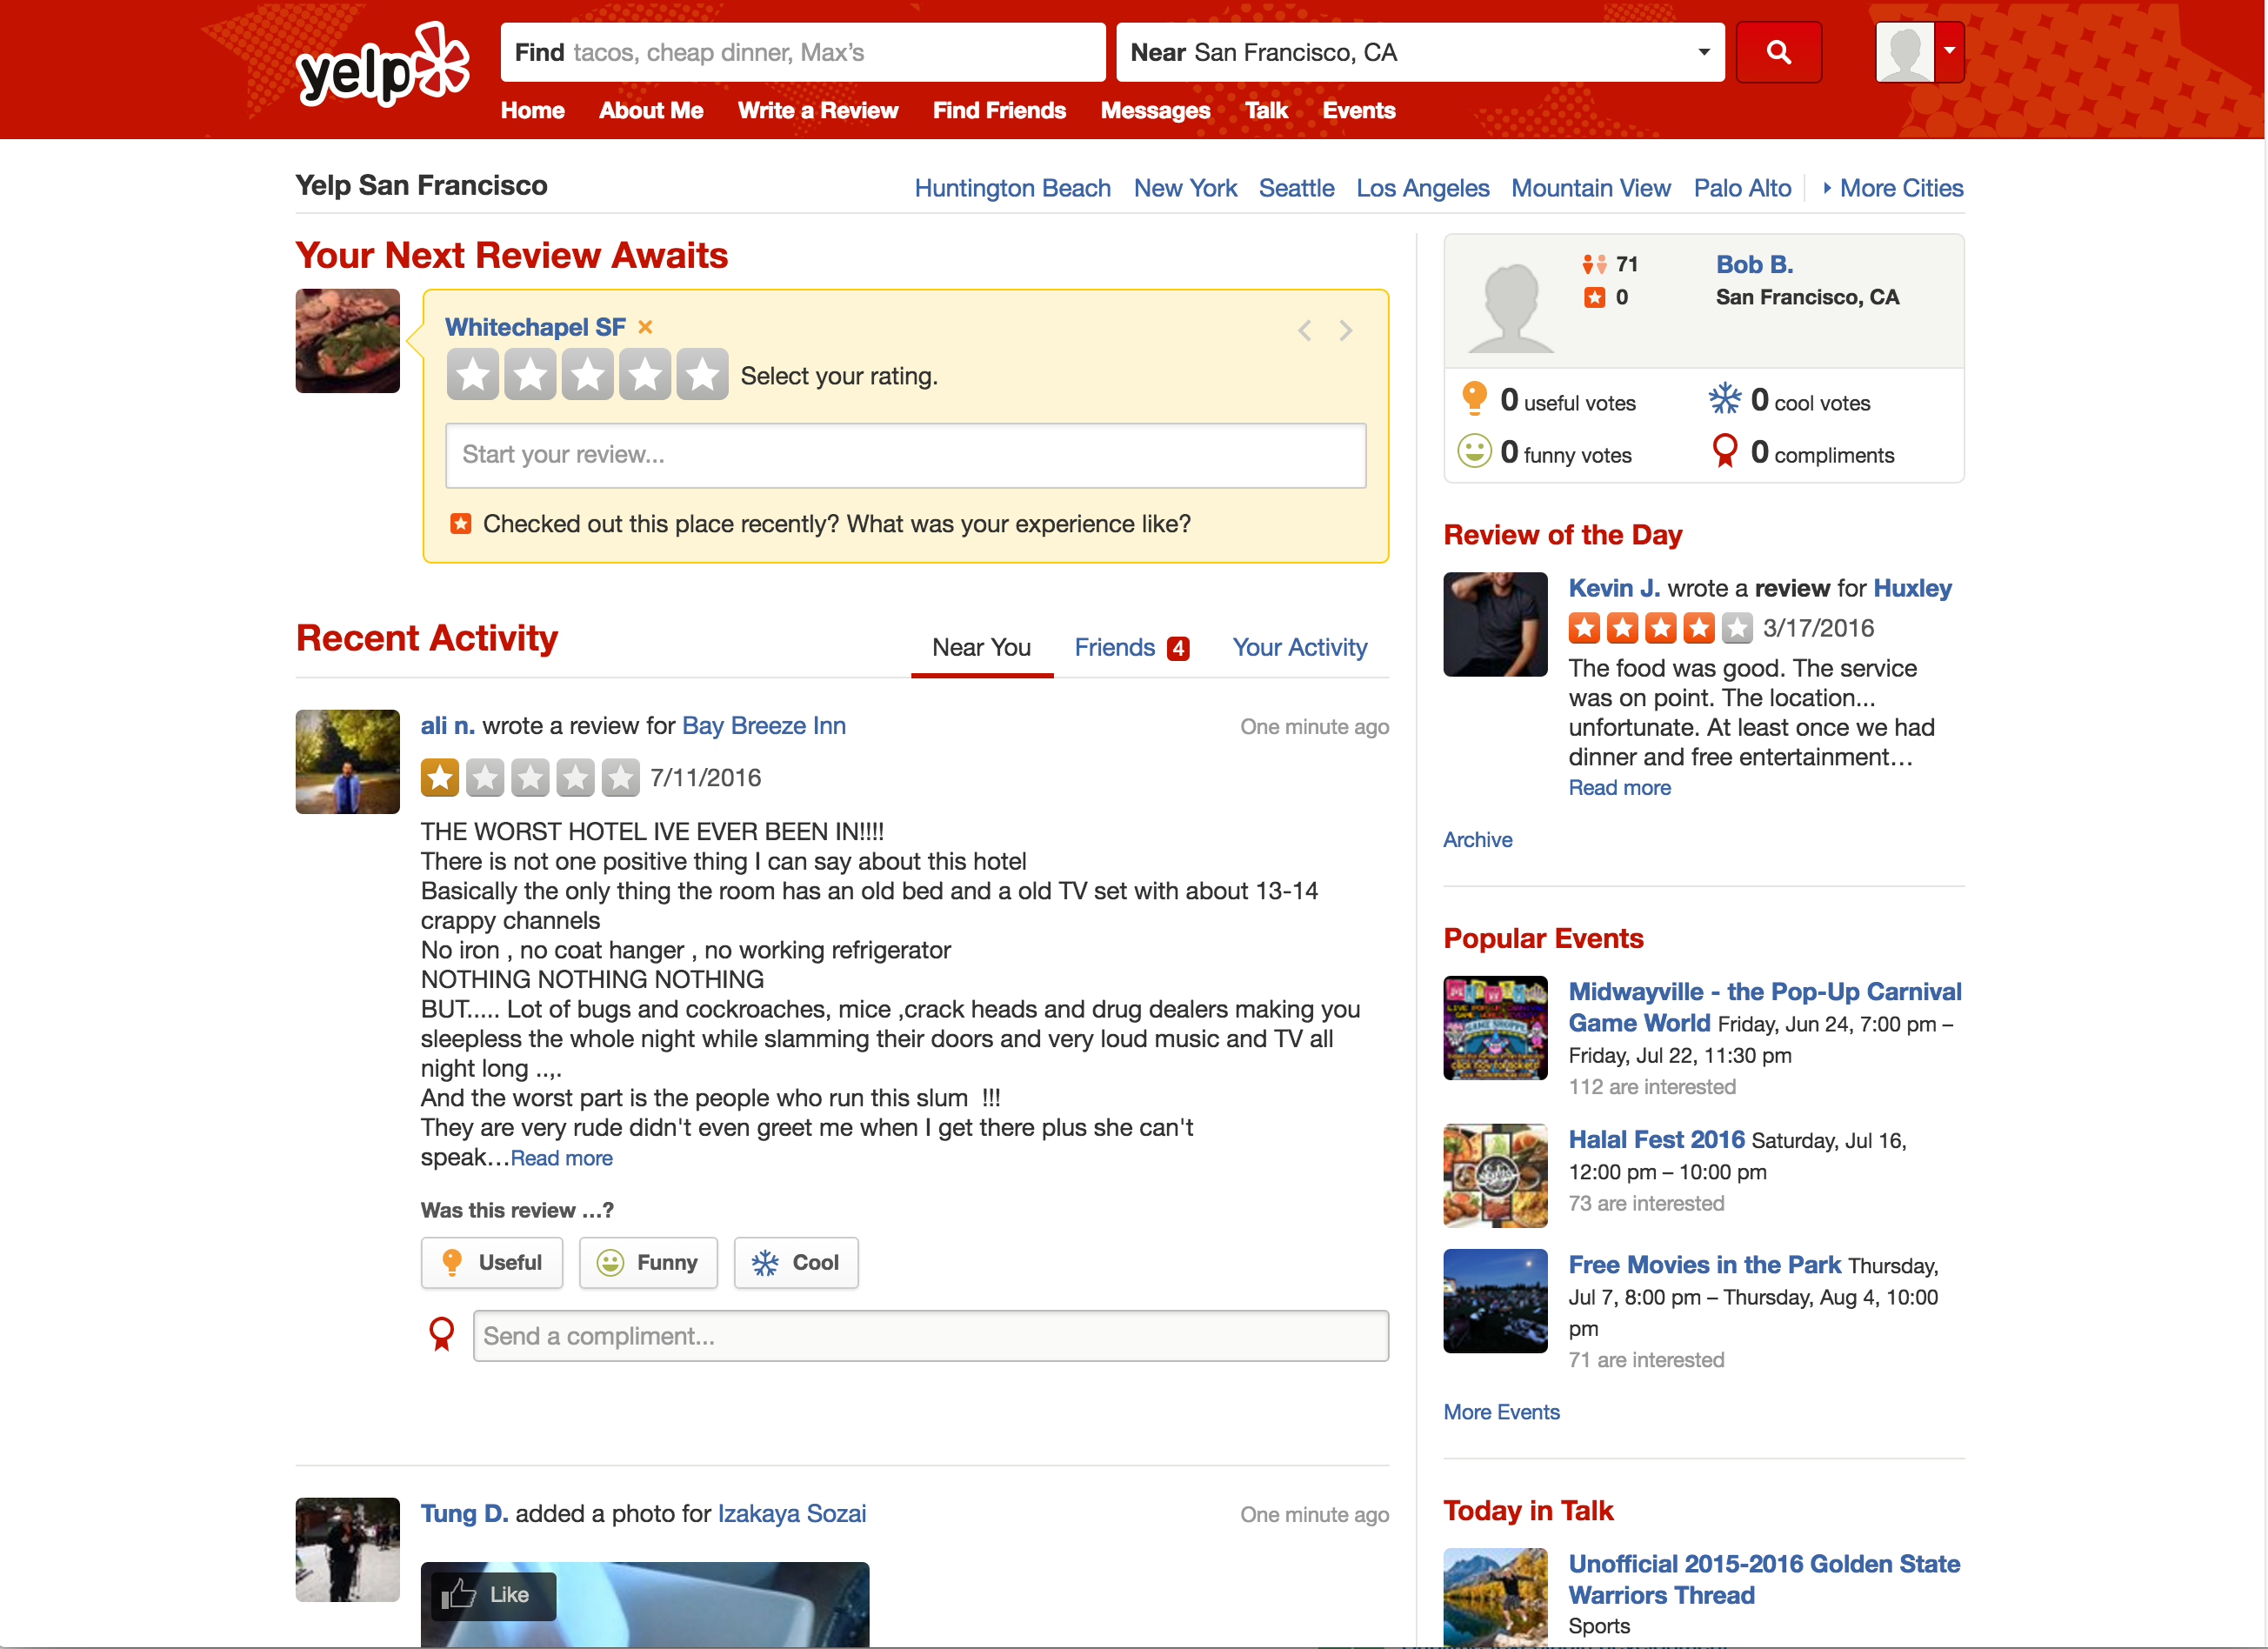 yelp
Find tacos, cheap dinner, Max's
Near San Francisco, CA
Home About Me Write a Review Find Friends Messages Talk Events
Yelp San Francisco
Huntington Beach New York Seattle Los Angeles Mountain View Palo Alto More Cities
Your Next Review Awaits
Whitechapel SF
Select your rating.
Start your review...
Checked out this place recently? What was your experience like?
Recent Activity
Near You Friends 4 Your Activity
ali n. wrote a review for Bay Breeze Inn
One minute ago
7/11/2016
THE WORST HOTEL IVE EVER BEEN IN!!!!
There is not one positive thing I can say about this hotel
Basically the only thing the room has an old bed and a old TV set with about 13-14
crappy channels
No iron , no coat hanger , no working refrigerator
NOTHING NOTHING NOTHING
BUT..... Lot of bugs and cockroaches, mice ,crack heads and drug dealers making you
sleepless the whole night while slamming their doors and very loud music and TV all
night long ..,.
And the worst part is the people who run this slum  !!!
They are very rude didn't even greet me when I get there plus she can't
speak…Read more
Was this review …?
Useful Funny Cool
Send a compliment...
Tung D. added a photo for Izakaya Sozai
One minute ago
Like
71
0
Bob B.
San Francisco, CA
0 useful votes
0 cool votes
0 funny votes
0 compliments
Review of the Day
Kevin J. wrote a review for Huxley
3/17/2016
The food was good. The service
was on point. The location...
unfortunate. At least once we had
dinner and free entertainment…
Read more
Archive
Popular Events
Midwayville - the Pop-Up Carnival
Game World Friday, Jun 24, 7:00 pm –
Friday, Jul 22, 11:30 pm
112 are interested
Halal Fest 2016 Saturday, Jul 16,
12:00 pm – 10:00 pm
73 are interested
Free Movies in the Park Thursday,
Jul 7, 8:00 pm – Thursday, Aug 4, 10:00
pm
71 are interested
More Events
Today in Talk
Unofficial 2015-2016 Golden State
Warriors Thread
Sports